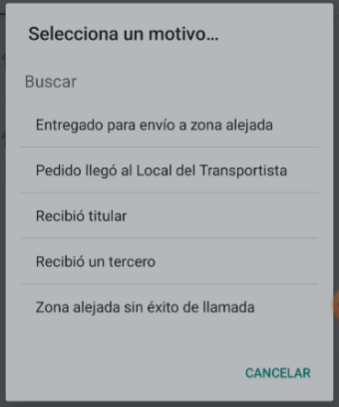 Selecciona un motivo...
Buscar
Entregado para envío a zona alejada
Pedido llegó al Local del Transportista
Recibió titular
Recibió un tercero
Zona alejada sin éxito de llamada
CANCELAR